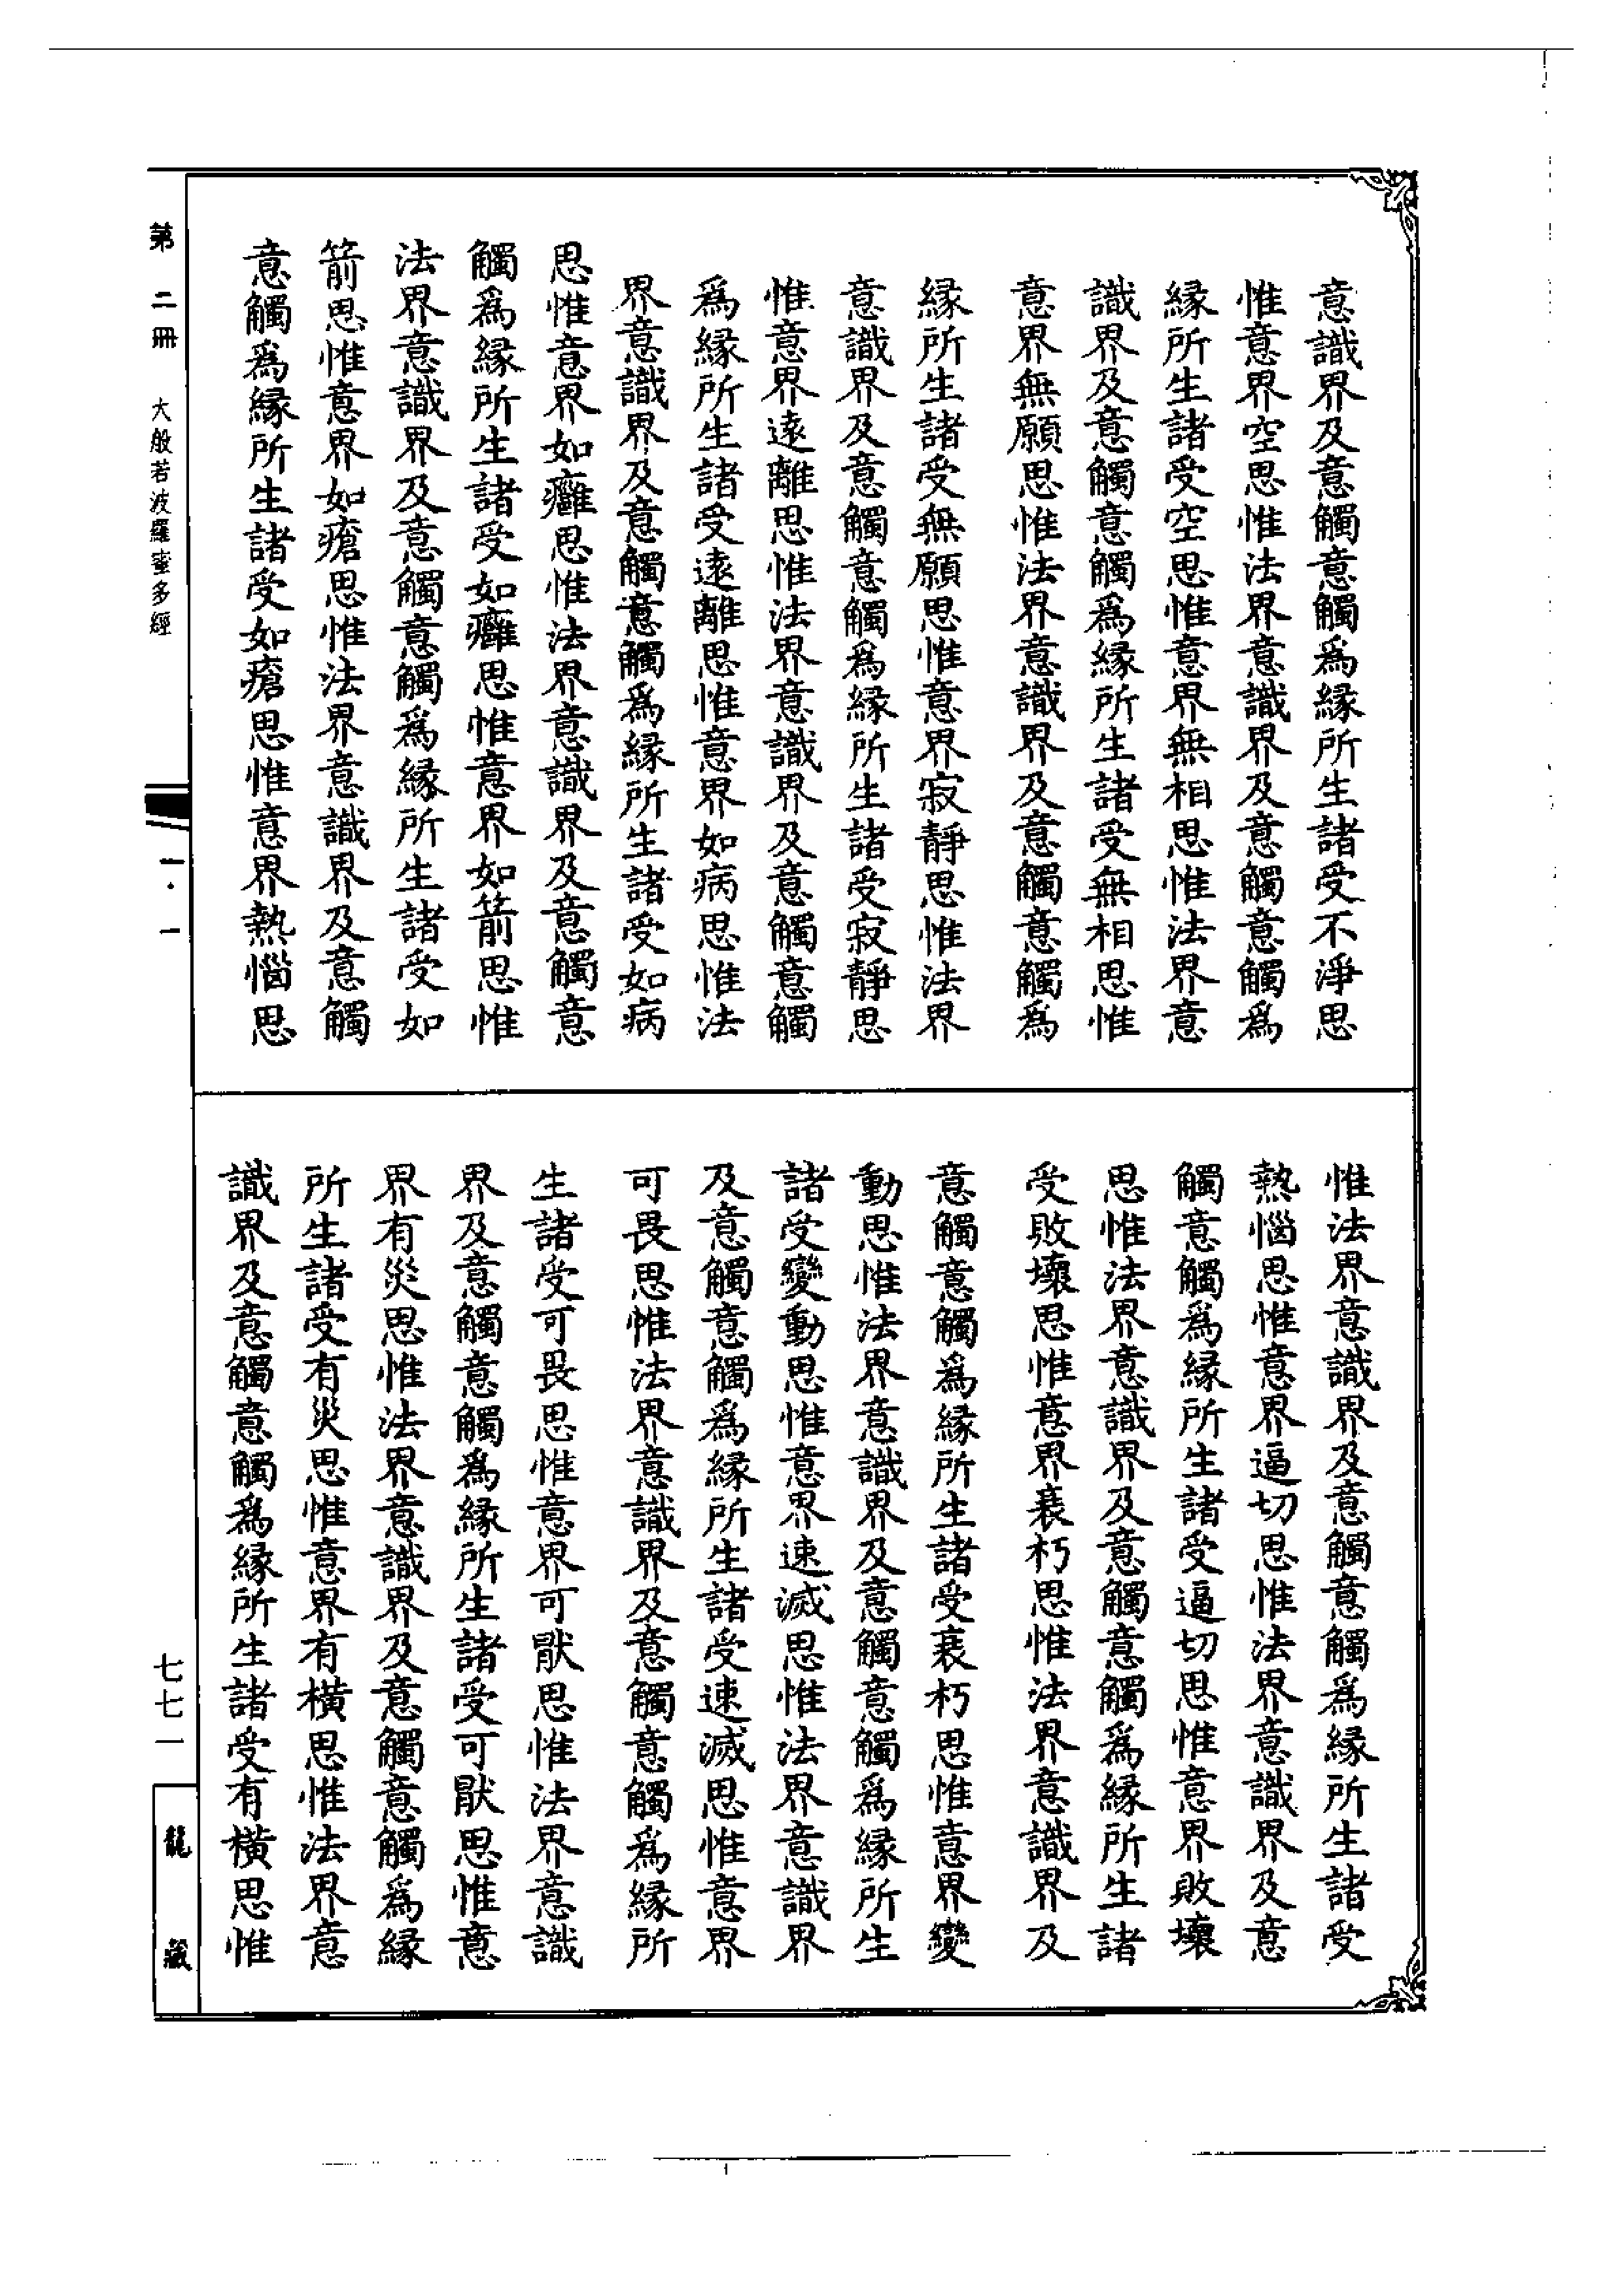 意識界及意觸意觸爲緣所生諸受不淨思
惟意界空思惟法界意識界及意觸意觸爲
緣所生諸受空思惟意界無相思惟法界意
識界及意觸意觸爲緣所生諸受無相思惟
意界無願思惟法界意識界及意觸意觸爲
緣所生諸受無願思惟意界寂靜思惟法界
意識界及意觸意觸爲緣所生諸受寂靜思
惟意界遠離思惟法界意識界及意觸意觸
爲緣所生諸受遠離思惟意界如病思惟法
界意識界及意觸意觸爲緣所生諸受如病
思惟意界如癰思惟法界意識界及意觸意
觸爲緣所生諸受如癰思惟意界如箭思惟
法界意識界及意觸意觸爲緣所生諸受如
箭思惟意界如瘡思惟法界意識界及意觸
意觸爲緣所生諸受如瘡思惟意界熱惱思
惟法界意識界及意觸意觸爲緣所生諸受
熱惱思惟意界逼切思惟法界意識界及意
觸意觸爲緣所生諸受逼切思惟意界敗壞
思惟法界意識界及意觸意觸爲緣所生諸
受敗壞思惟意界衰朽思惟法界意識界及
意觸意觸爲緣所生諸受衰朽思惟意界變
動思惟法界意識界及意觸意觸爲緣所生
諸受變動思惟意界速滅思惟法界意識界
及意觸意觸爲緣所生諸受速滅思惟意界
可畏思惟法界意識界及意觸意觸爲緣所
生諸受可畏思惟意界可猒思惟法界意識
界及意觸意觸爲緣所生諸受可猒思惟意
界有災思惟法界意識界及意觸意觸爲緣
所生諸受有災思惟意界有橫思惟法界意
識界及意觸意觸爲緣所生諸受有橫思惟
第二冊 大般若波羅蜜多經
一·一
七七一
龍藏